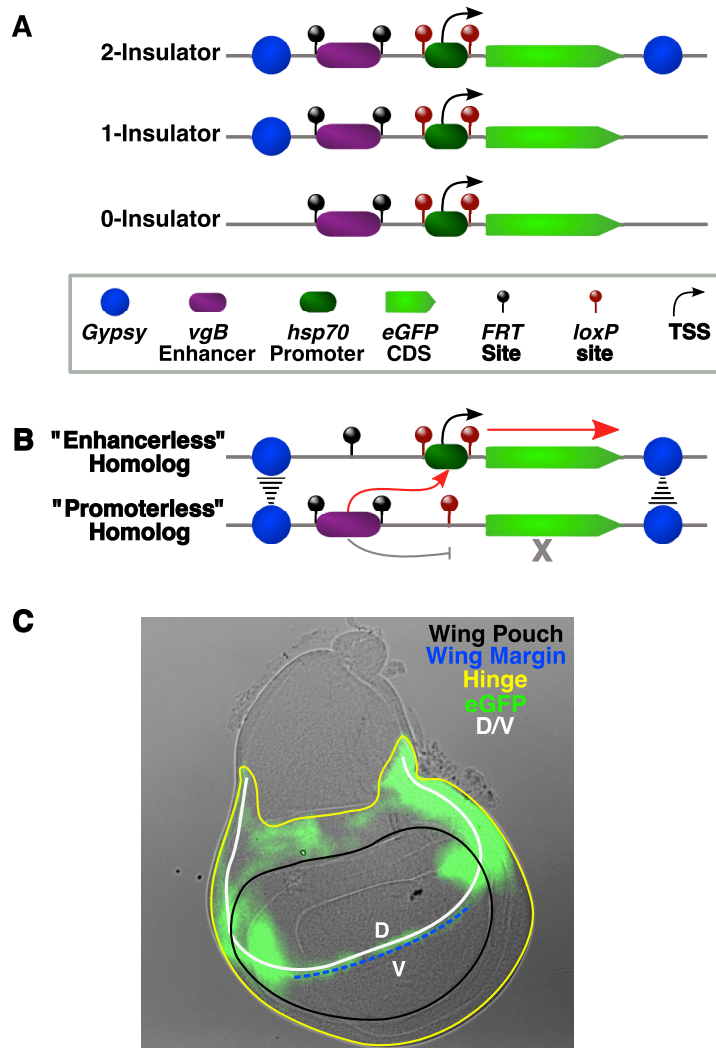 A
2-Insulator
1-Insulator
0-Insulator
Gypsy
vgB
Enhancer
hsp70
Promoter
eGFP
CDS
FRT
Site
loxP
site
TSS
B
"Enhancerless"
Homolog
"Promoterless"
Homolog
X
C
Wing Pouch
Wing Margin
Hinge
eGFP
D/V
D
V